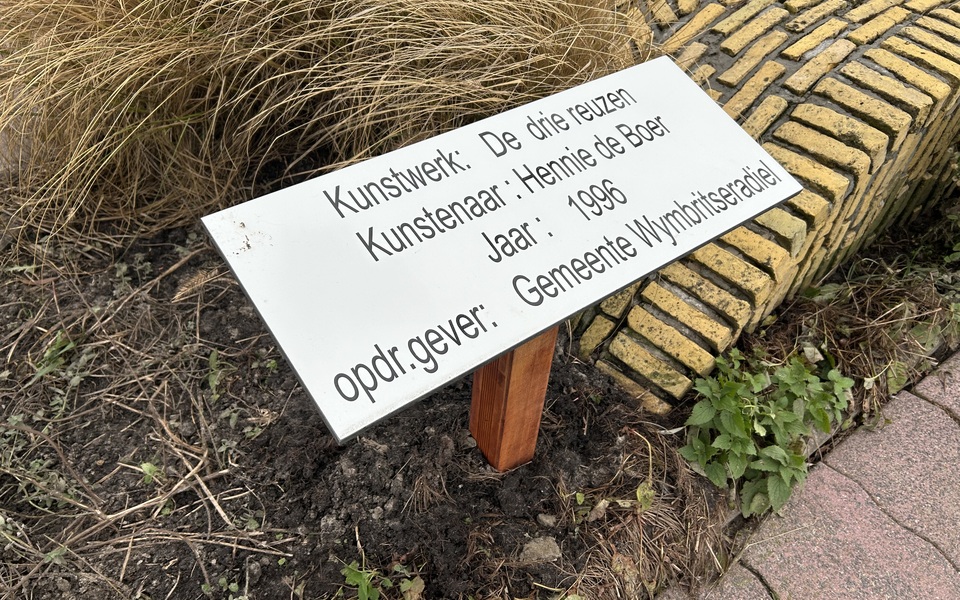 Kunstwerk: De drie reuzen
Kunstenaar : Hennie de Boer
Jaar : 1996
opdr.gever: Gemeente Wymbritseradiel